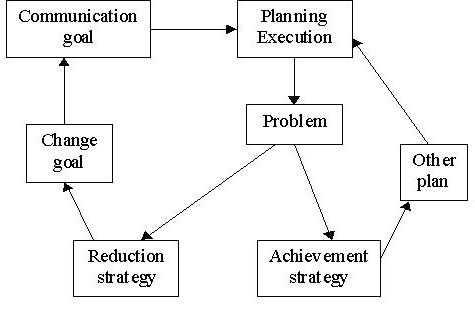 Communication
goal
Planning
Execution
Problem
Change
goal
Other
plan
Reduction
strategy
Achievement
strategy